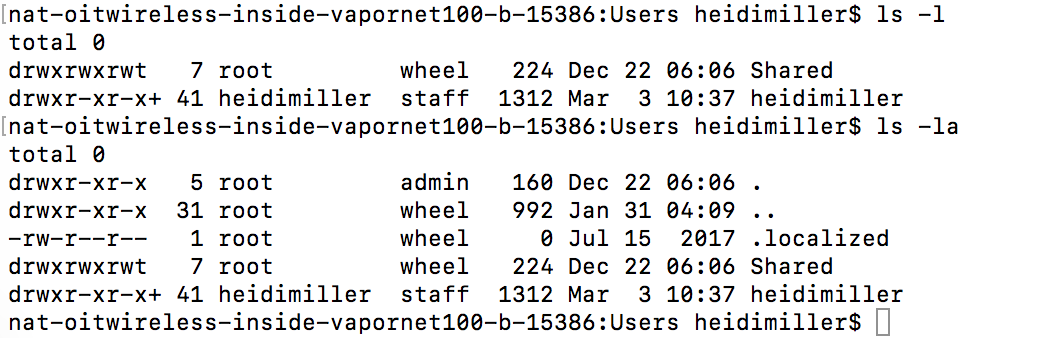 [nat-oitwireless-inside-vapornet100-b-15386:Users heidimiller$ ls -l
total 0
drwxrwxrwt   7 root         wheel   224 Dec 22 06:06 Shared
drwxr-xr-x+ 41 heidimiller  staff  1312 Mar  3 10:37 heidimiller
[nat-oitwireless-inside-vapornet100-b-15386:Users heidimiller$ ls -la
total 0
drwxr-xr-x   5 root         admin   160 Dec 22 06:06 .
drwxr-xr-x  31 root         wheel   992 Jan 31 04:09 ..
-rw-r--r--   1 root         wheel     0 Jul 15  2017 .localized
drwxrwxrwt   7 root         wheel   224 Dec 22 06:06 Shared
drwxr-xr-x+ 41 heidimiller  staff  1312 Mar  3 10:37 heidimiller
nat-oitwireless-inside-vapornet100-b-15386:Users heidimiller$